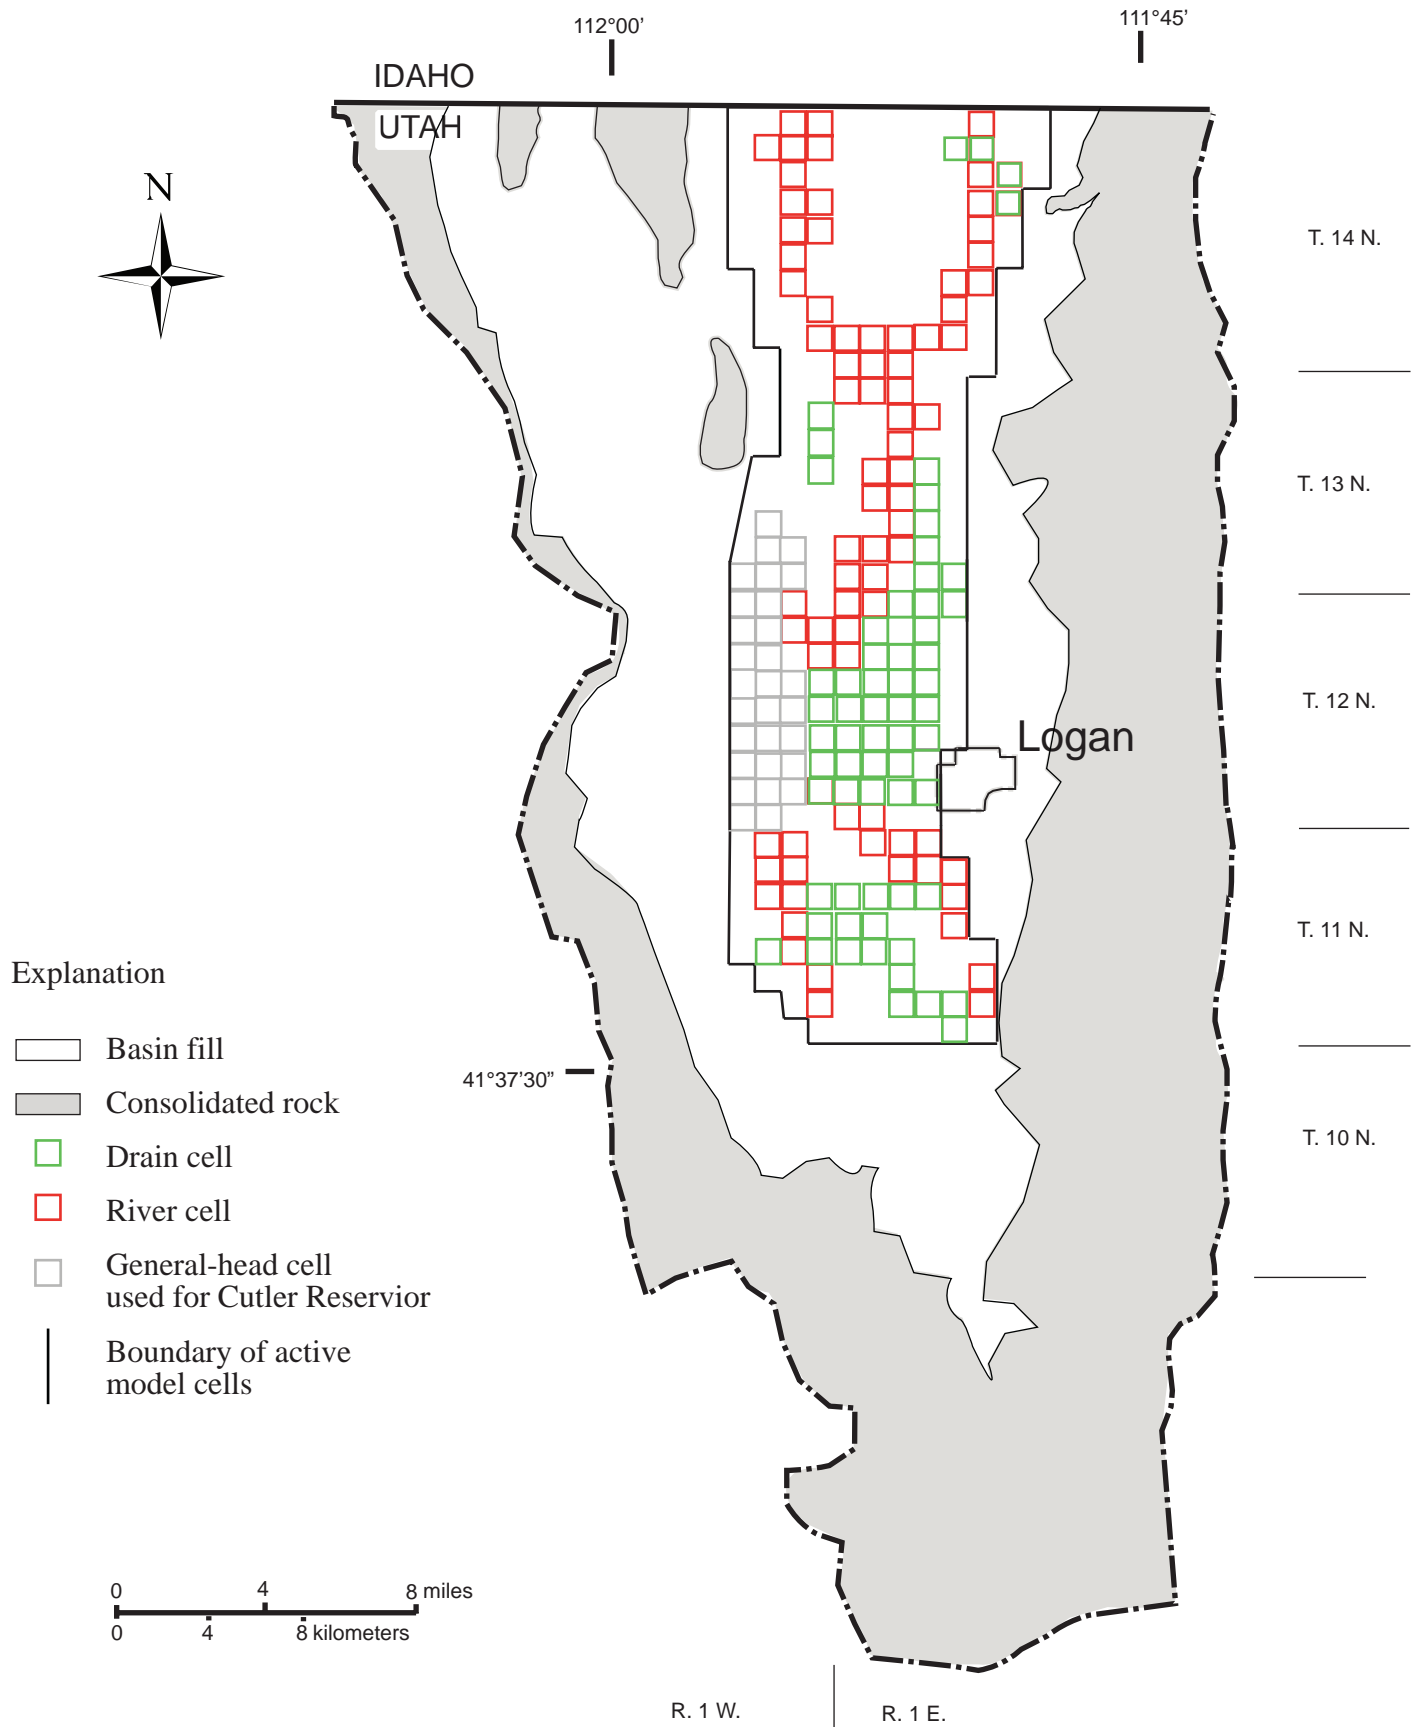 112°00’
111°45’
IDAHO
UTAH
N
T. 14 N.
T. 13 N.
T. 12 N.
Logan
T. 11 N.
Explanation
Basin fill
41°37’30”
Consolidated rock
T. 10 N.
Drain cell
River cell
General-head cell
used for Cutler Reservior
Boundary of active
model cells
0 4 8 miles
0 4 8 kilometers
R. 1 W. R. 1 E.